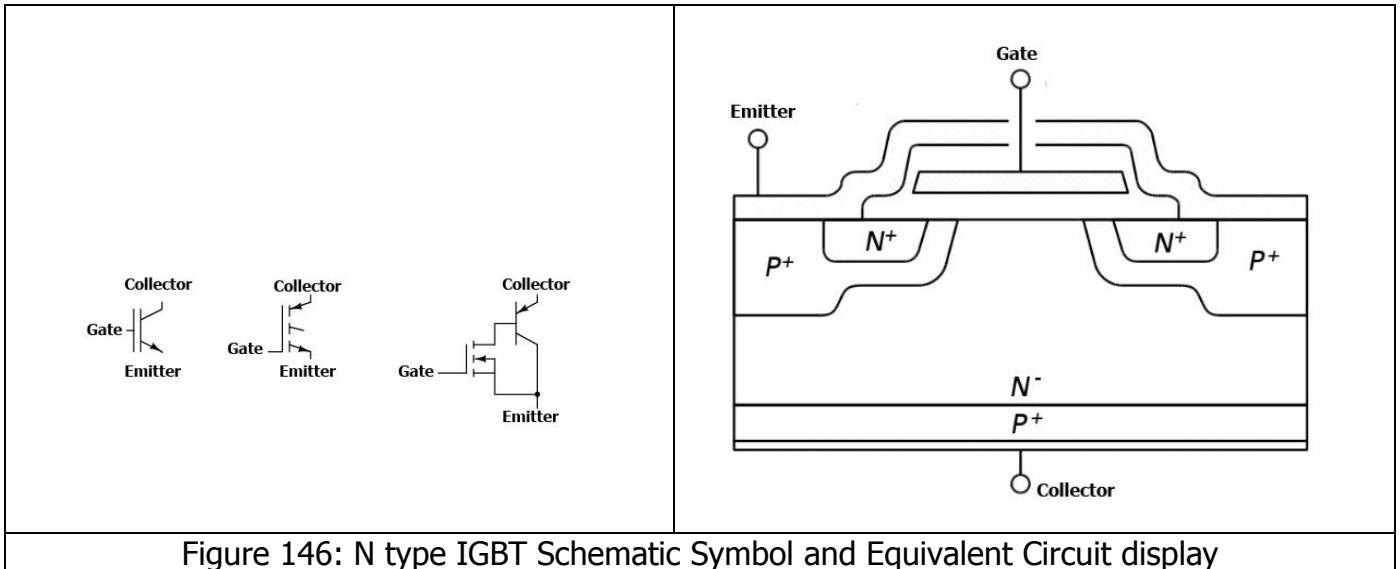 Collector
Gate
Emitter
Collector
Gate
Emitter
Collector
Gate
Emitter
Gate
Emitter
N+
N+
P+
P+
N-
P+
Collector
Figure 146: N type IGBT Schematic Symbol and Equivalent Circuit display